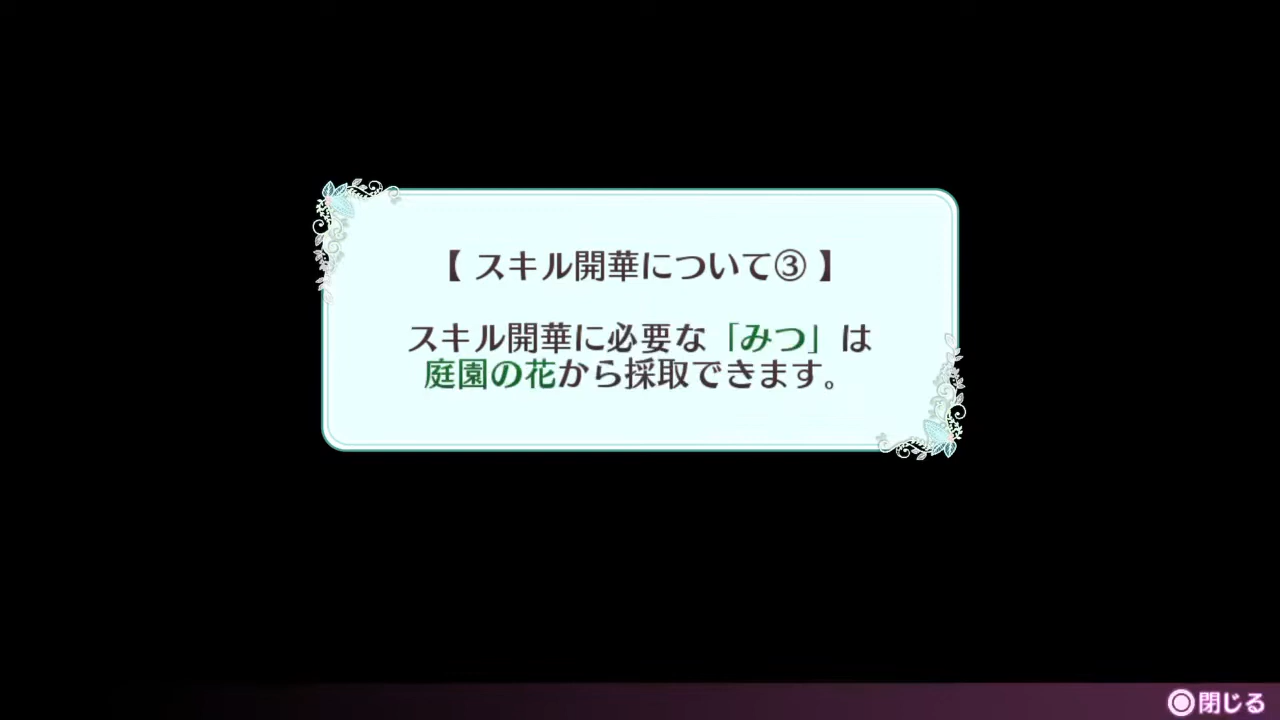 【 スキル開華について③ 】
スキル開華に必要な「みつ」は
庭園の花から採取できます。
閉じる